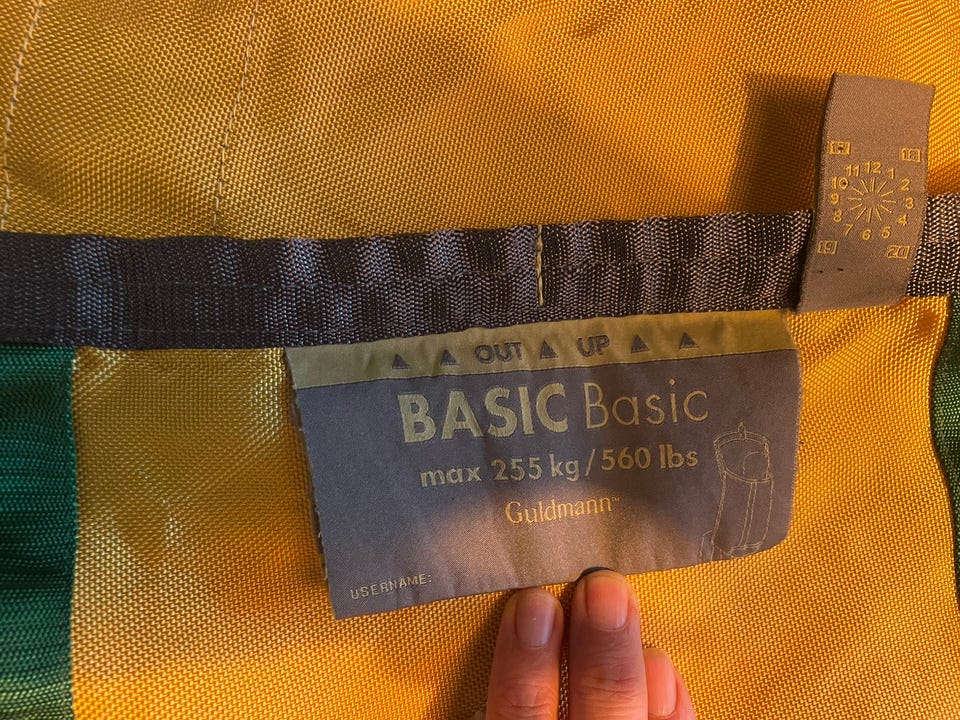 17 18
11 12 1
10 2
9 3
8 4
7 6 5
19 20
OUT UP
BASIC Basic
max 255 kg/560 lbs
Guldmann™
USERNAME: